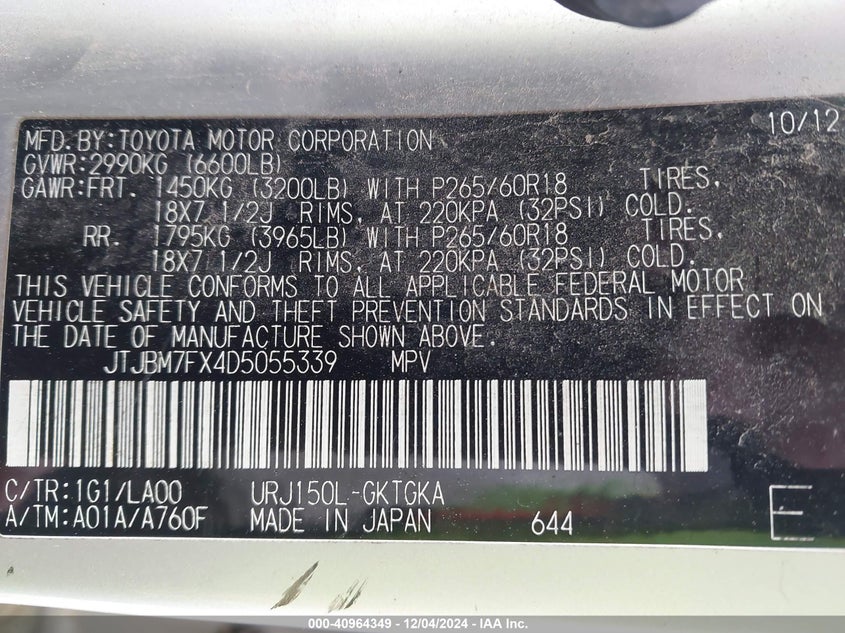 10/12
MFD.BY:TOYOTA MOTOR CORPORATION
GVWR:2990KG (6600LB)
GAWR:FRT. 1450KG (3200LB) WITH P265/60R18 TIRES,
18X7 1/2J RIMS, AT 220KPA (32PSI) COLD.
RR. 1795KG (3965LB) WITH P265/60R18 TIRES,
18X7 1/2J RIMS, AT 220KPA (32PSI) COLD.
THIS VEHICLE CONFORMS TO ALL APPLICABLE FEDERAL MOTOR
VEHICLE SAFETY AND THEFT PREVENTION STANDARDS IN EFFECT ON
THE DATE OF MANUFACTURE SHOWN ABOVE.
JTJBM7FX4D5055339 MPV
C/TR:1G1/LA00 URJ150L-GKTGKA
A/TM:A01A/A760F MADE IN JAPAN 644 E
000-40964349 - 12/04/2024 - IAA Inc.